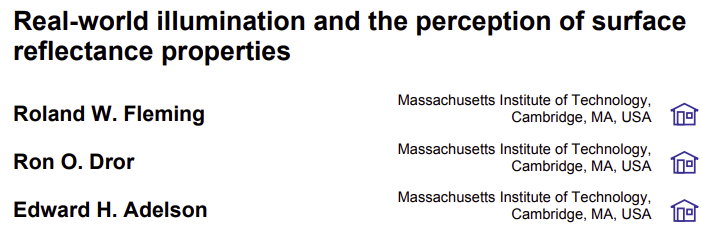 Real-world illumination and the perception of surface
reflectance properties
Roland W. Fleming
Massachusetts Institute of Technology,
Cambridge, MA, USA
Ron O. Dror
Massachusetts Institute of Technology,
Cambridge, MA, USA
Edward H. Adelson
Massachusetts Institute of Technology,
Cambridge, MA, USA